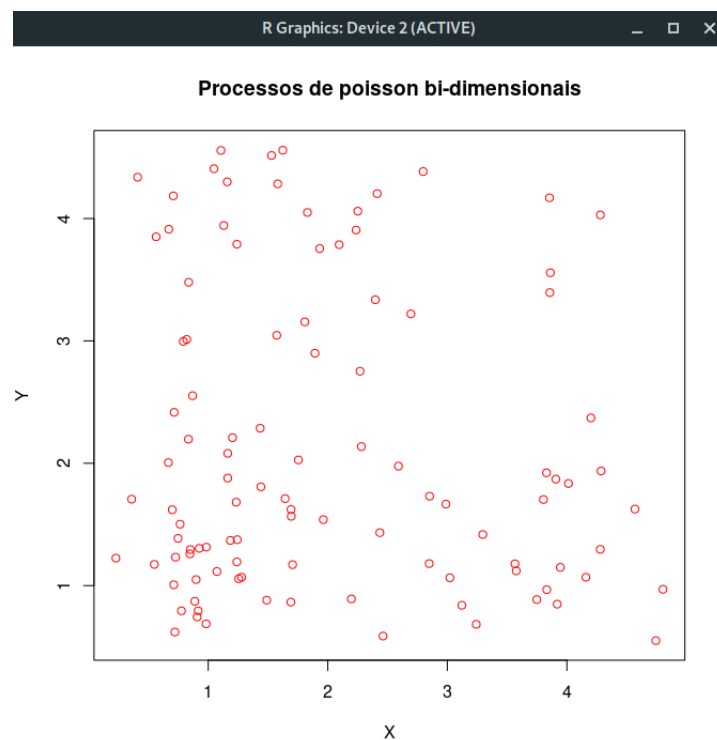 R Graphics: Device 2 (ACTIVE)
Processos de poisson bi-dimensionais
4
3
Y
2
1
1 2 3 4
X